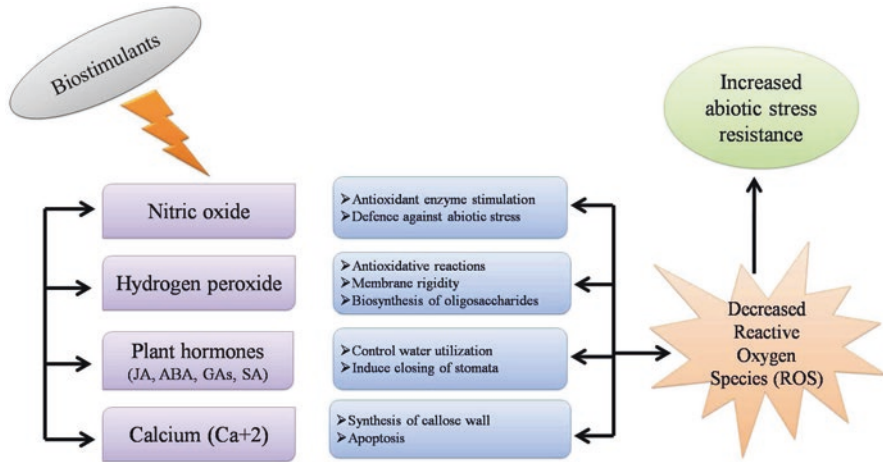 Biostimulants
Increased
abiotic stress
resistance
Nitric oxide
➢Antioxidant enzyme stimulation
➢Defence against abiotic stress
Hydrogen peroxide
➢Antioxidative reactions
➢Membrane rigidity
➢Biosynthesis of oligosaccharides
Plant hormones
(JA, ABA, GAs, SA)
➢Control water utilization
➢Induce closing of stomata
Calcium (Ca+2)
➢Synthesis of callose wall
➢Apoptosis
Decreased
Reactive
Oxygen
Species (ROS)